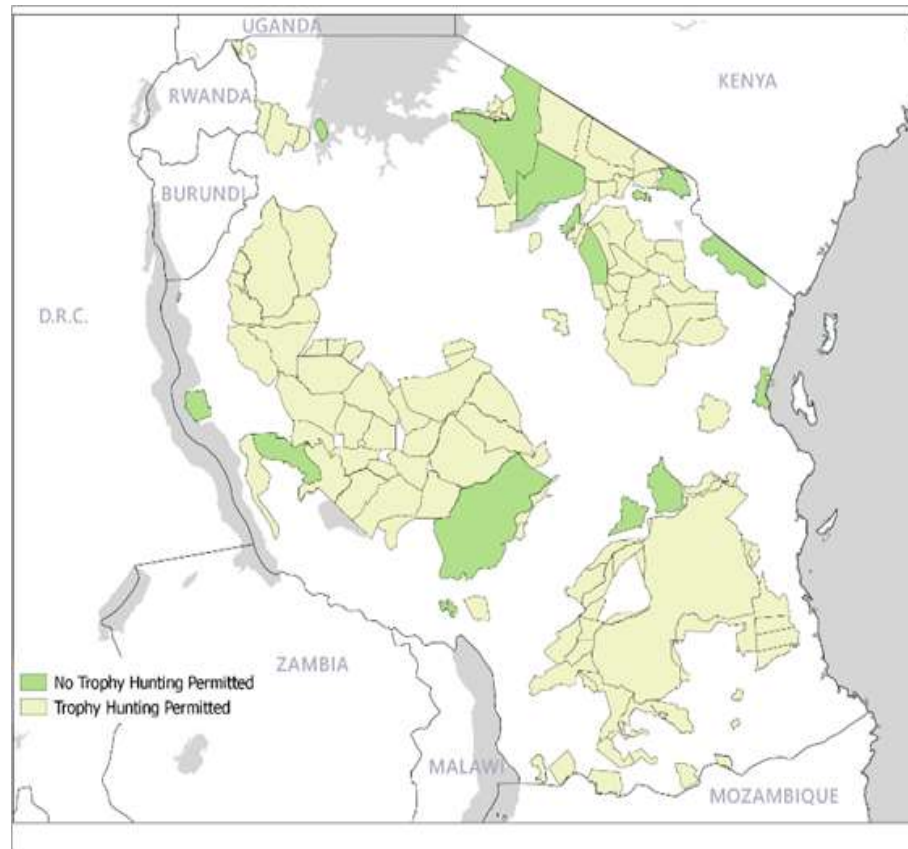 UGANDA
KENYA
RWANDA
BURUNDI
D.R.C.
ZAMBIA
No Trophy Hunting Permitted
Trophy Hunting Permitted
MALAWI
MOZAMBIQUE